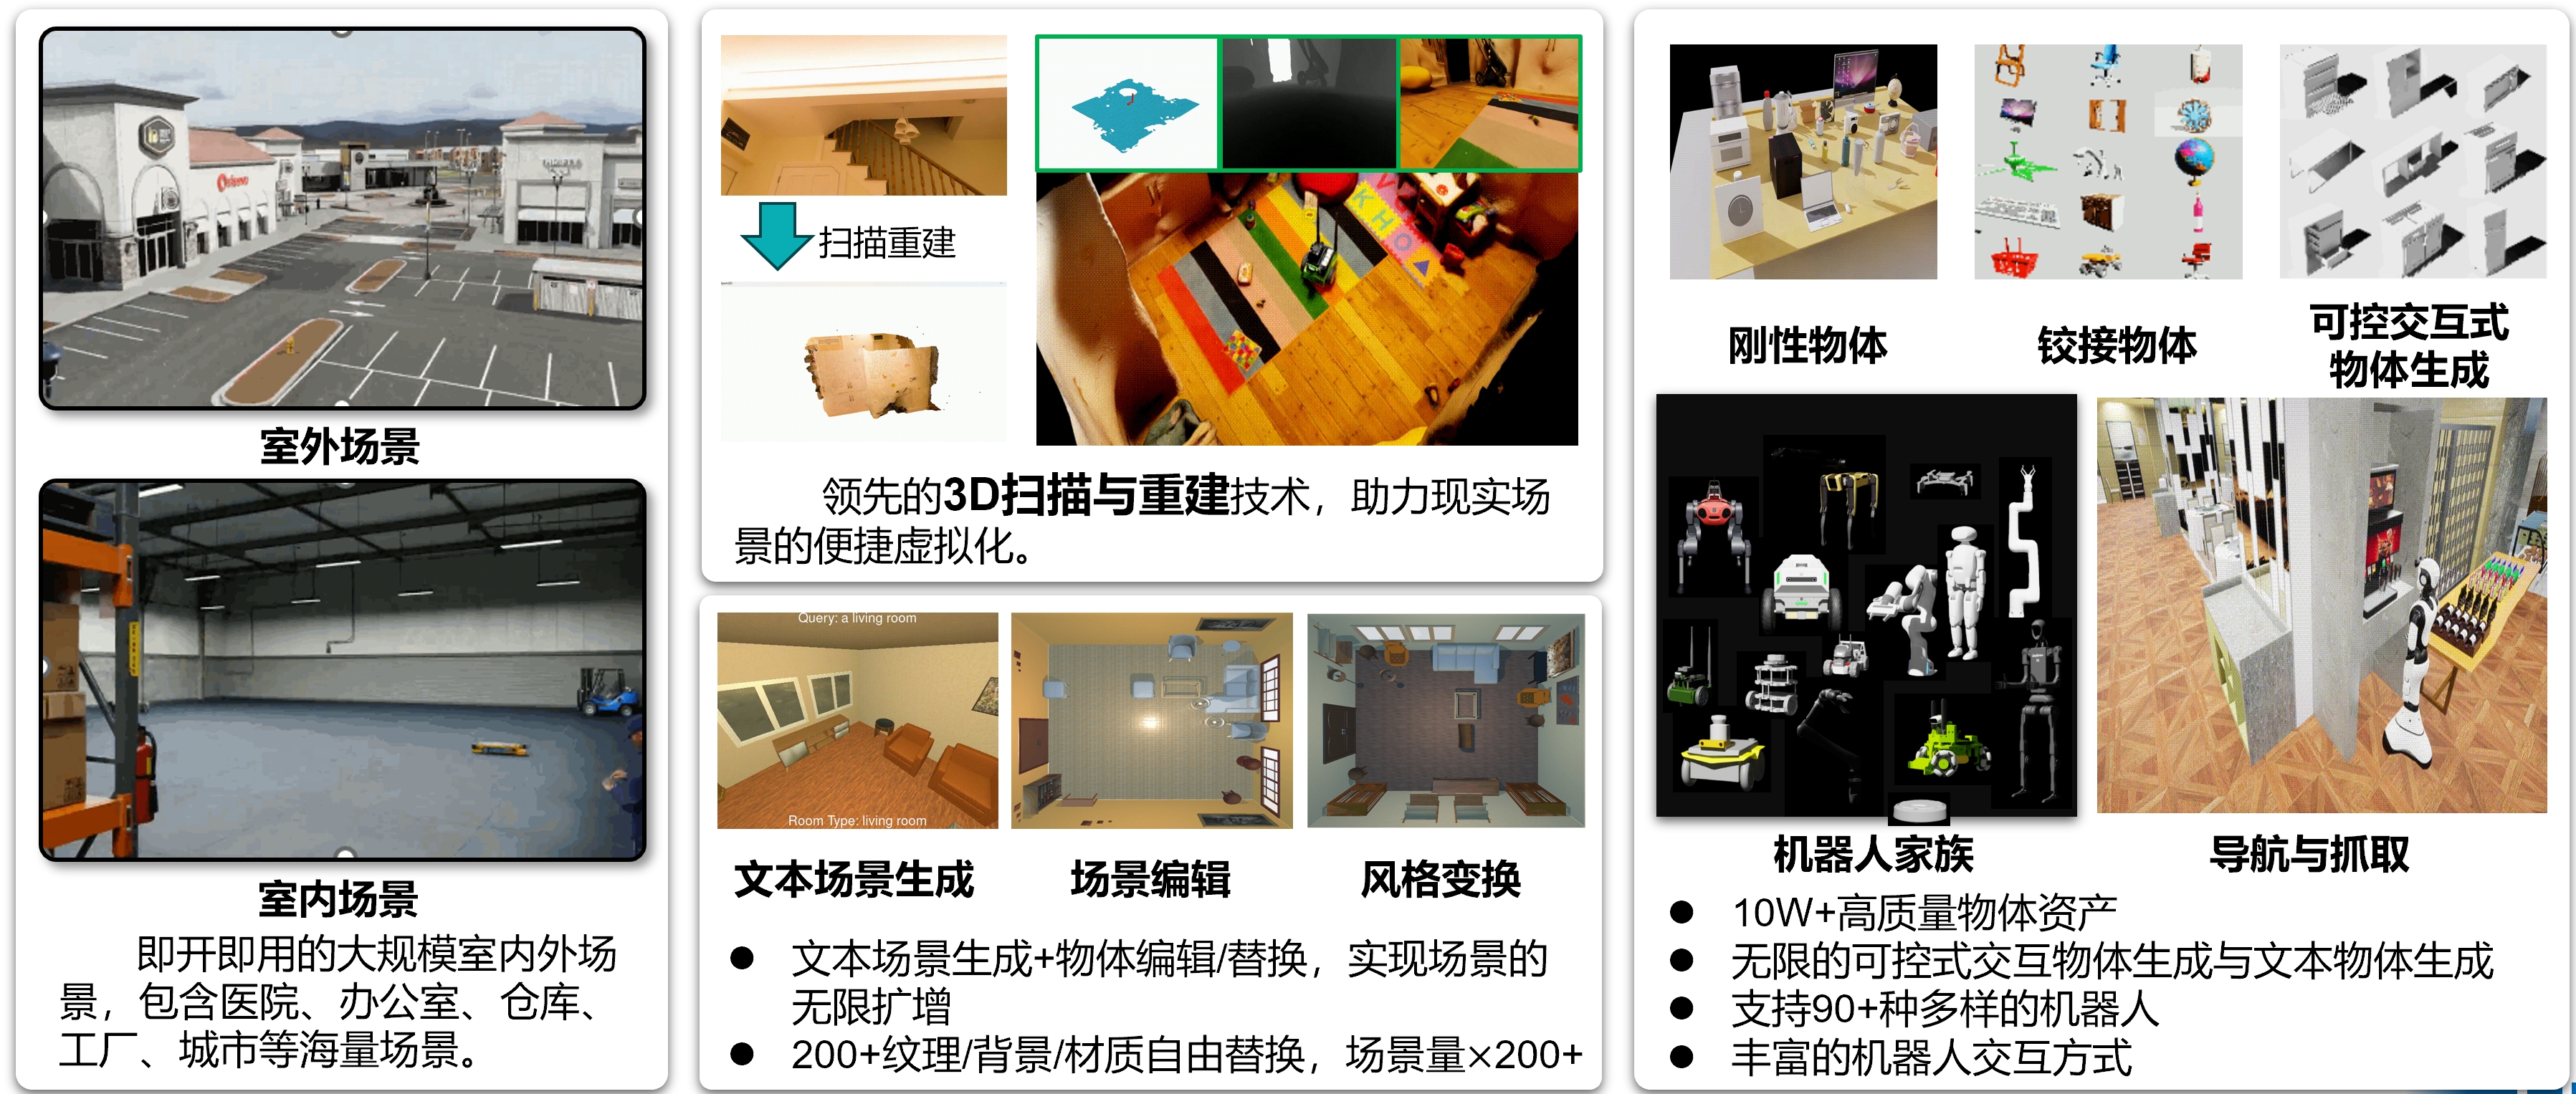 室外场景
室内场景
即开即用的大规模室内外场
景，包含医院、办公室、仓库、
工厂、城市等海量场景。
扫描重建
KHO
领先的3D扫描与重建技术，助力现实场
景的便捷虚拟化。
Query: a living room
Room Type: living room
文本场景生成
场景编辑
风格变换
● 文本场景生成+物体编辑/替换，实现场景的
无限扩增
● 200+纹理/背景/材质自由替换，场景量×200+
刚性物体
铰接物体
可控交互式
物体生成
机器人家族
导航与抓取
● 10W+高质量物体资产
● 无限的可控式交互物体生成与文本物体生成
● 支持90+种多样的机器人
● 丰富的机器人交互方式